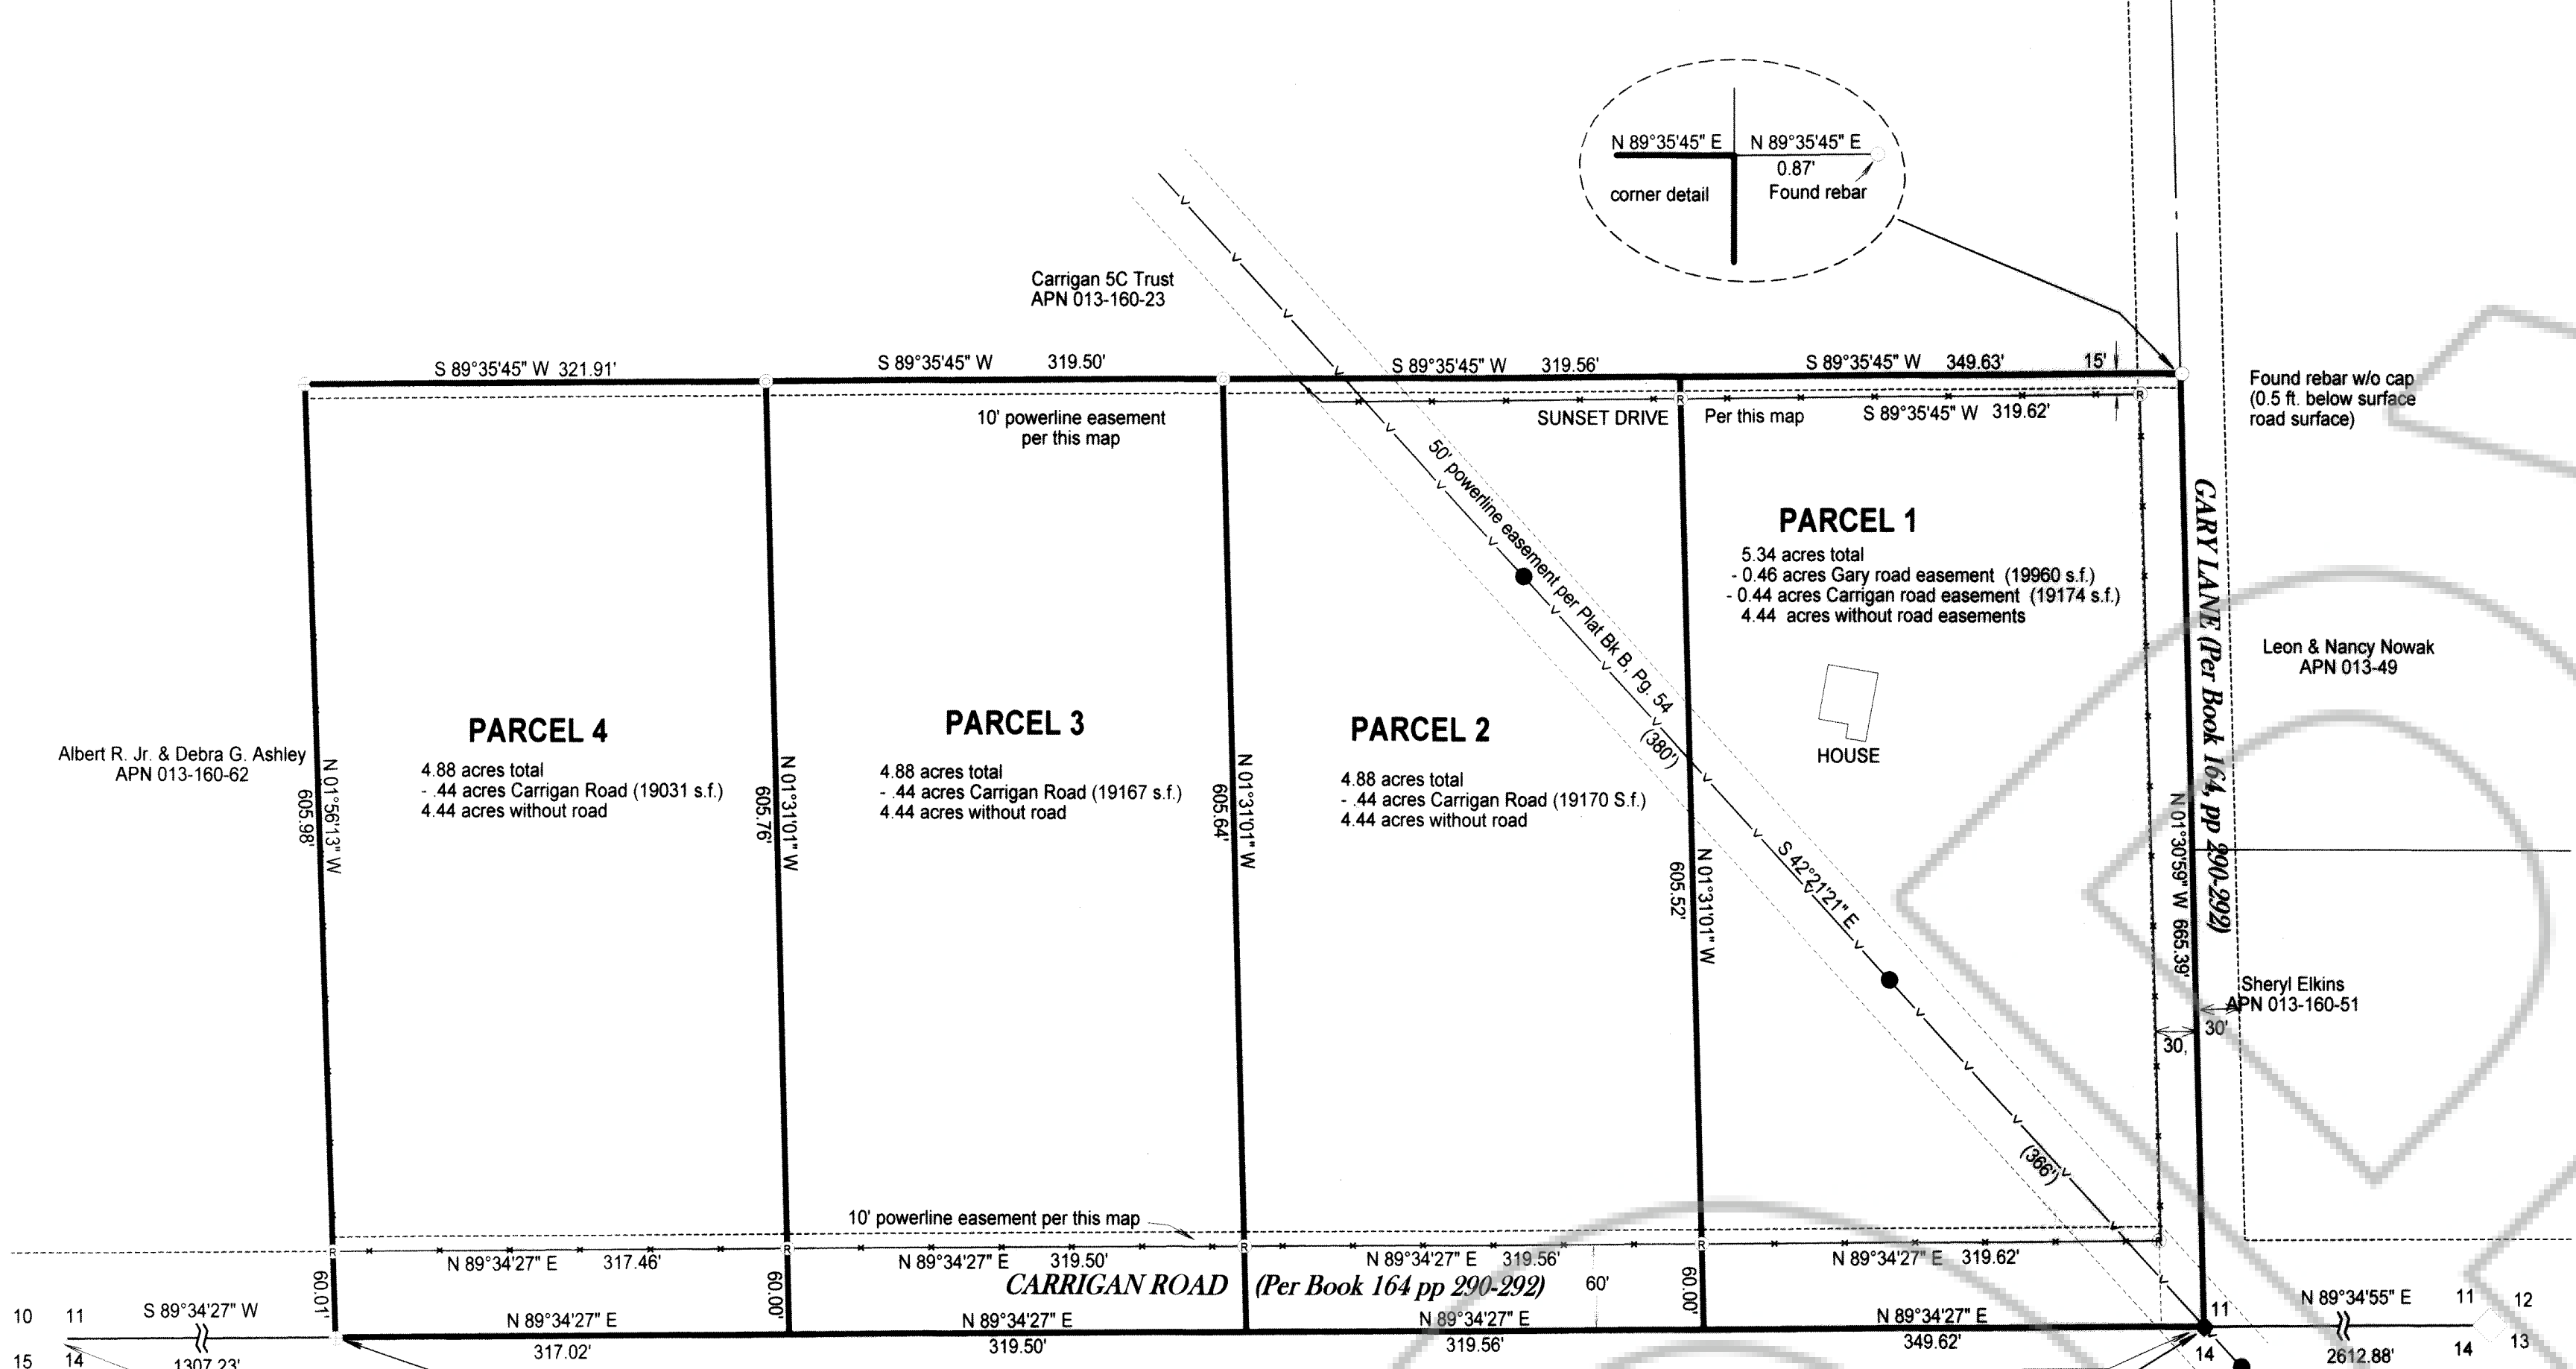 N 89°35'45" E
N 89°35'45" E
0.87'
corner detail
Found rebar
Carrigan 5C Trust
APN 013-160-23
S 89°35'45" W 321.91'
S 89°35'45" W 319.50'
S 89°35'45" W 319.56'
S 89°35'45" W 349.63'
15'
Found rebar w/o cap
(0.5 ft. below surface
road surface)
10' powerline easement
per this map
SUNSET DRIVE
Per this map
S 89°35'45" W 319.62'
R
R
50' powerline easement per Plat Bk B, Pg. 54
(380')
S 42°21'21" E
(366')
PARCEL 1
5.34 acres total
- 0.46 acres Gary road easement (19960 s.f.)
- 0.44 acres Carrigan road easement (19174 s.f.)
4.44 acres without road easements
HOUSE
GARY LANE (Per Book 164, pp 290-292)
N 01°30'59" W 665.39'
Leon & Nancy Nowak
APN 013-49
Sheryl Elkins
APN 013-160-51
30'
30,
Albert R. Jr. & Debra G. Ashley
APN 013-160-62
N 01°56'13" W
605.98'
PARCEL 4
4.88 acres total
- .44 acres Carrigan Road (19031 s.f.)
4.44 acres without road
N 01°31'01" W
605.76'
PARCEL 3
4.88 acres total
- .44 acres Carrigan Road (19167 s.f.)
4.44 acres without road
N 01°31'01" W
605.64'
PARCEL 2
4.88 acres total
- .44 acres Carrigan Road (19170 S.f.)
4.44 acres without road
N 01°31'01" W
605.52'
10' powerline easement per this map
R
R
R
R
R
N 89°34'27" E 317.46'
N 89°34'27" E 319.50'
N 89°34'27" E 319.56'
N 89°34'27" E 319.62'
CARRIGAN ROAD (Per Book 164 pp 290-292)
60'
60.01'
60.00'
60.00'
10 11
S 89°34'27" W
N 89°34'27" E
N 89°34'27" E
N 89°34'27" E
N 89°34'27" E
11
N 89°34'55" E
11 12
15 14
1307.23'
317.02'
319.50'
319.56'
349.62'
14
2612.88'
14 13